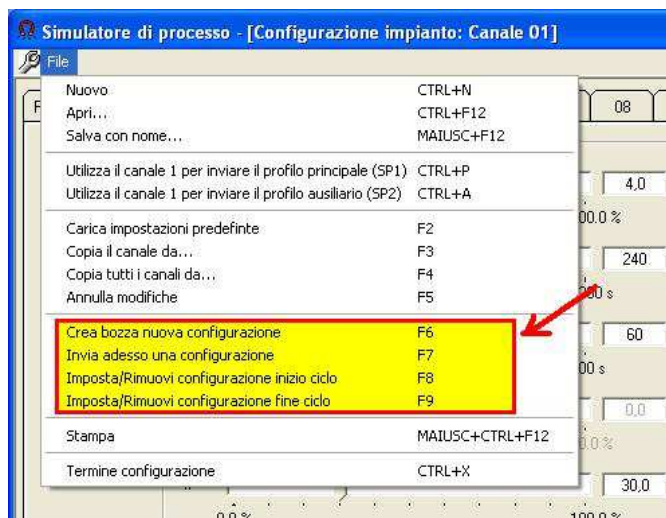 Simulatore di processo - [Configurazione impianto: Canale 01]
File
Nuovo CTRL+N
Apri... CTRL+F12
Salva con nome... MAIUSC+F12
08
Utilizza il canale 1 per inviare il profilo principale (SP1) CTRL+P
Utilizza il canale 1 per inviare il profilo ausiliario (SP2) CTRL+A
4,0
00.0 %
Carica impostazioni predefinte F2
Copia il canale da... F3
Copia tutti i canali da... F4
Annulla modifiche F5
240
s
Crea bozza nuova configurazione F6
Invia adesso una configurazione F7
Imposta/Rimuovi configurazione inizio ciclo F8
Imposta/Rimuovi configurazione fine ciclo F9
60
00 s
0,0
0.0 %
Stampa MAIUSC+CTRL+F12
Termine configurazione CTRL+X
30,0
0.0 %
100.0 %